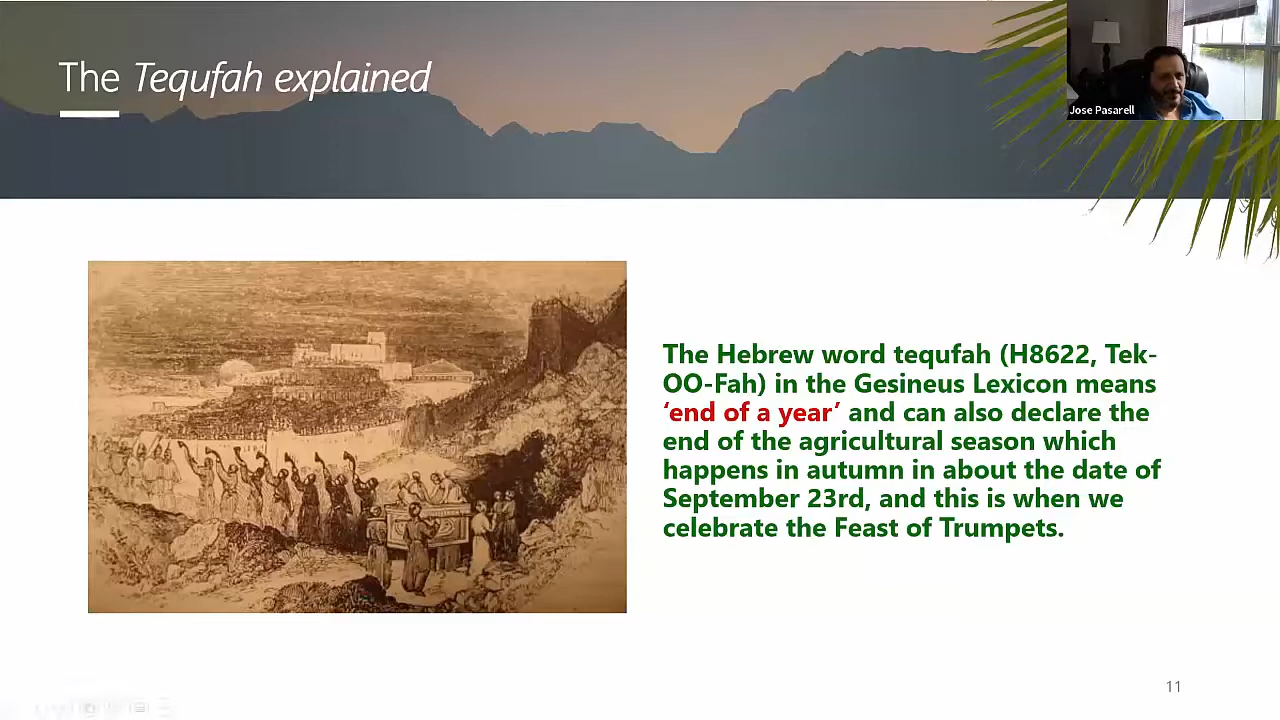 The Tequfah explained
Jose Pasarell
The Hebrew word tequfah (H8622, Tek-
OO-Fah) in the Gesineus Lexicon means
‘end of a year’ and can also declare the
end of the agricultural season which
happens in autumn in about the date of
September 23rd, and this is when we
celebrate the Feast of Trumpets.
11